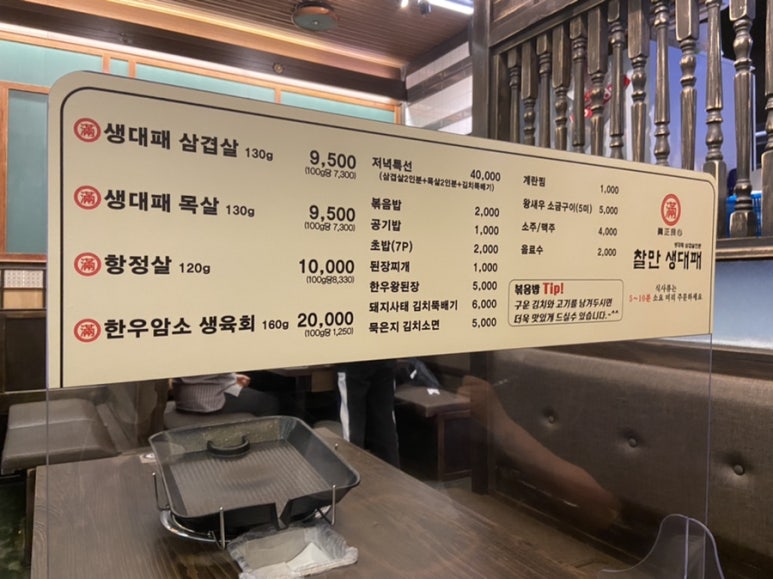 滿 생대패 삼겹살 130g 9,500
(100g당 7,300)
滿 생대패 목살 130g 9,500
(100g당 7,300)
滿 항정살 120g 10,000
(100g당8,330)
滿 한우암소 생육회 160g 20,000
(100g당 1,250)
저녁특선 40,000
(삼겹살2인분+목살2인분+김치뚝배기)
볶음밥 2,000
공기밥 1,000
초밥(7P) 2,000
된장찌개 1,000
한우왕된장 5,000
돼지사태 김치뚝배기 6,000
묵은지 김치소면 5,000
계란찜 1,000
왕새우 소금구이(5미) 5,000
소주/맥주 4,000
음료수 2,000
볶음밥 Tip!
구운 김치와 고기를 남겨두시면
더욱 맛있게 드실수 있습니다.~^^
滿
찰만 생대패
식사류는
5~10분 소요 미리 주문하세요